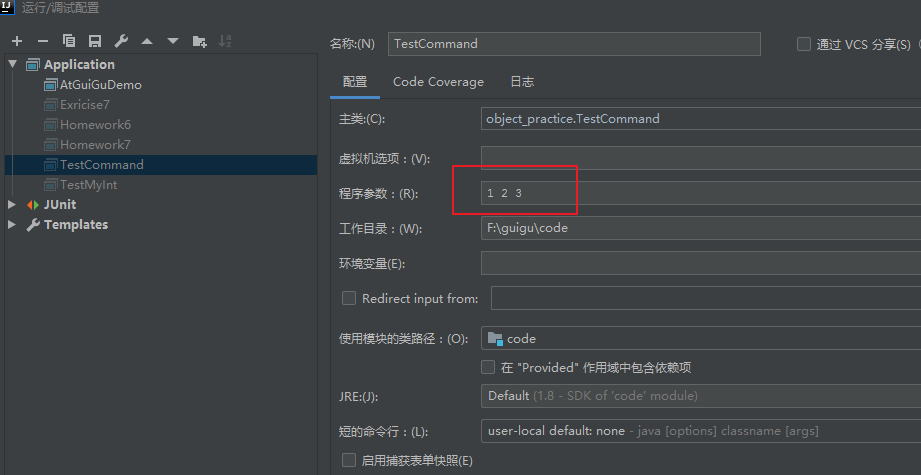 IJ 运行/调试配置
名称:(N) TestCommand 通过 VCS 分享(S)
Application
AtGuiGuDemo
Exricise7
Homework6
Homework7
TestCommand
TestMyInt
JUnit
Templates
配置 Code Coverage 日志
主类:(C): object_practice.TestCommand
虚拟机选项：(V):
程序参数：(R): 1 2 3
工作目录：(W): F:\guigu\code
环境变量(E):
Redirect input from:
使用模块的类路径：(O): code
在 "Provided" 作用域中包含依赖项
JRE:(J): Default (1.8 - SDK of 'code' module)
短的命令行：(L): user-local default: none - java [options] classname [args]
启用捕获表单快照(E)